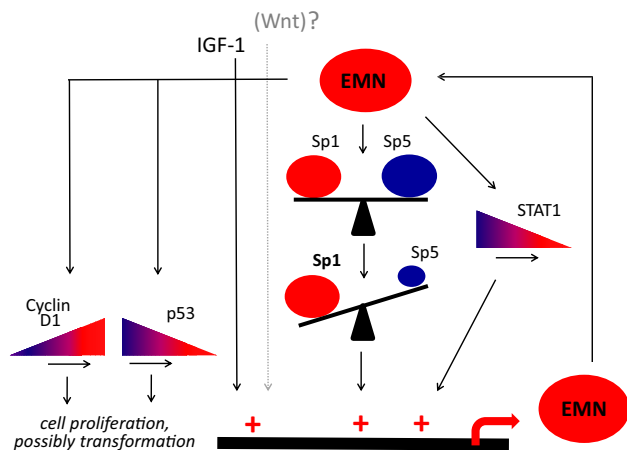 (Wnt)?
IGF-1
EMN
Sp1
Sp5
STAT1
Sp1
Sp5
Cyclin
D1
p53
+
+
+
EMN
cell proliferation,
possibly transformation